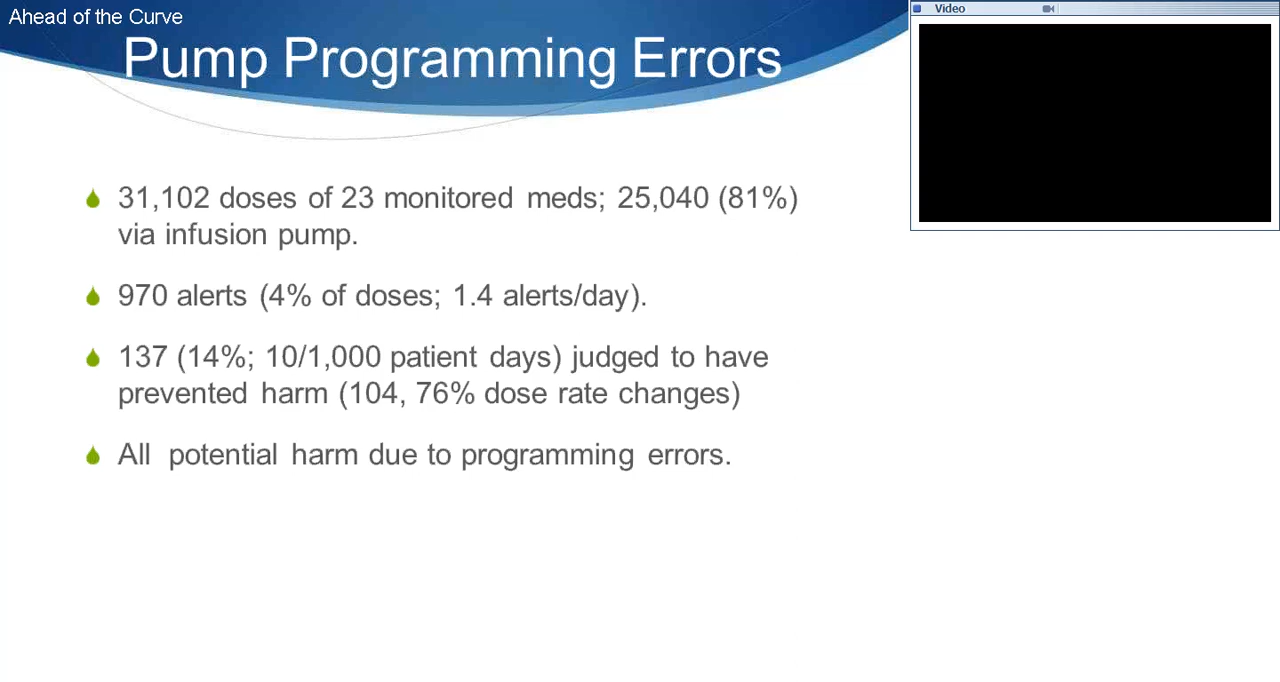 Ahead of the Curve
Pump Programming Errors
Video
31,102 doses of 23 monitored meds; 25,040 (81%)
via infusion pump.
970 alerts (4% of doses; 1.4 alerts/day).
137 (14%; 10/1,000 patient days) judged to have
prevented harm (104, 76% dose rate changes)
All potential harm due to programming errors.